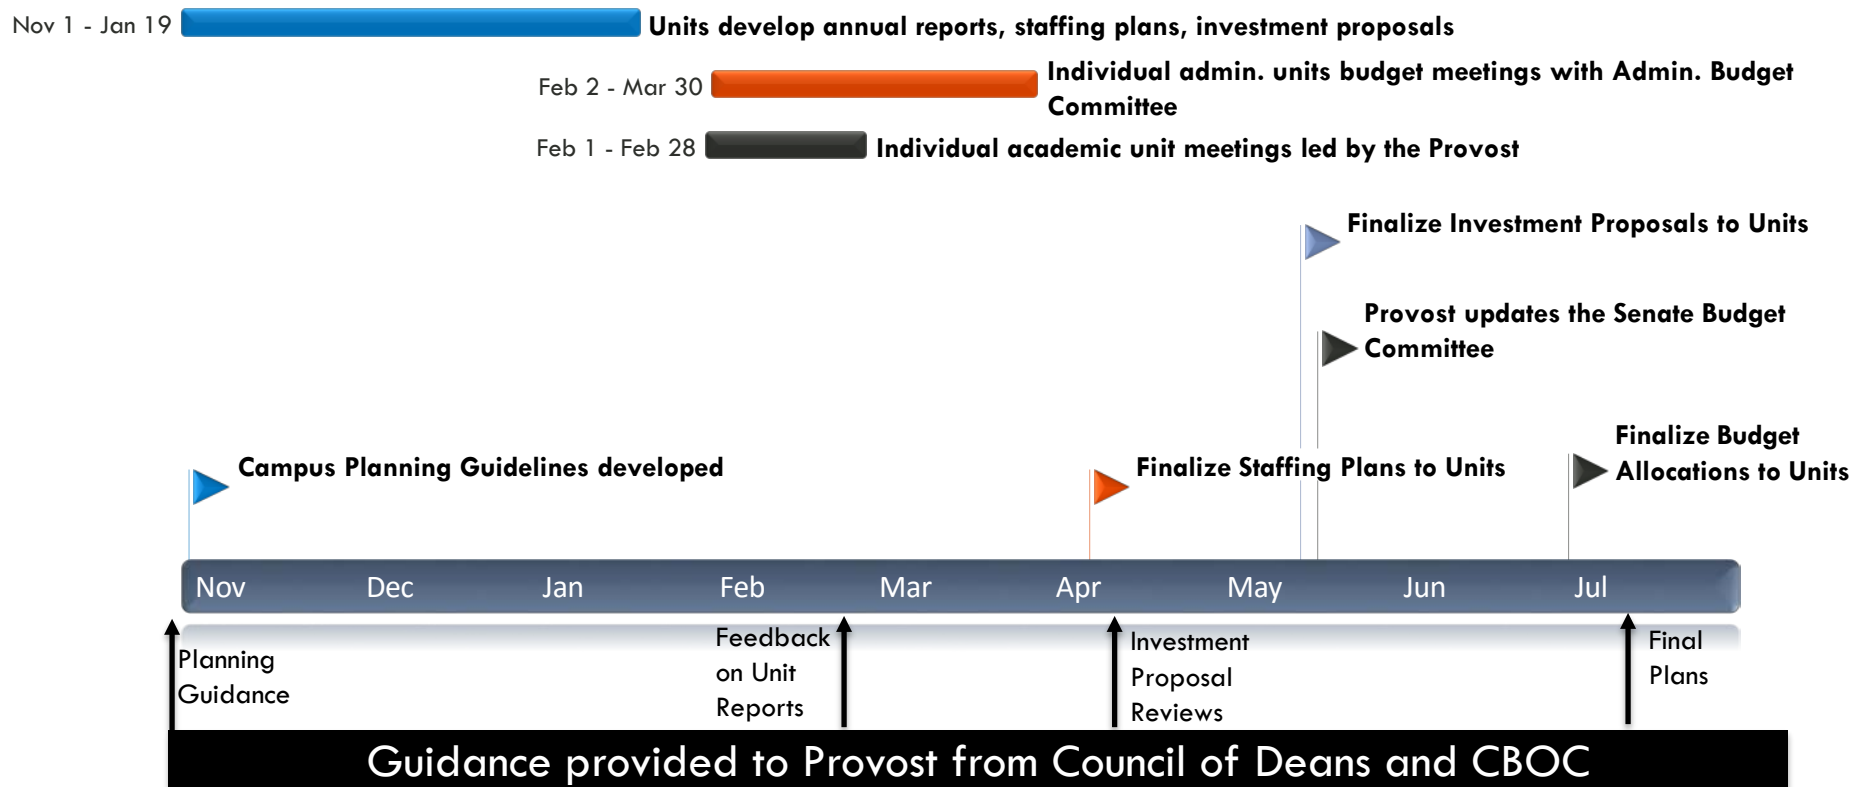 Nov 1 - Jan 19
Units develop annual reports, staffing plans, investment proposals
Feb 2 - Mar 30
Individual admin. units budget meetings with Admin. Budget
Committee
Feb 1 - Feb 28
Individual academic unit meetings led by the Provost
Finalize Investment Proposals to Units
Provost updates the Senate Budget
Committee
Finalize Budget
Allocations to Units
Campus Planning Guidelines developed
Finalize Staffing Plans to Units
Nov Dec Jan Feb Mar Apr May Jun Jul
Planning
Guidance
Feedback
on Unit
Reports
Investment
Proposal
Reviews
Final
Plans
Guidance provided to Provost from Council of Deans and CBOC